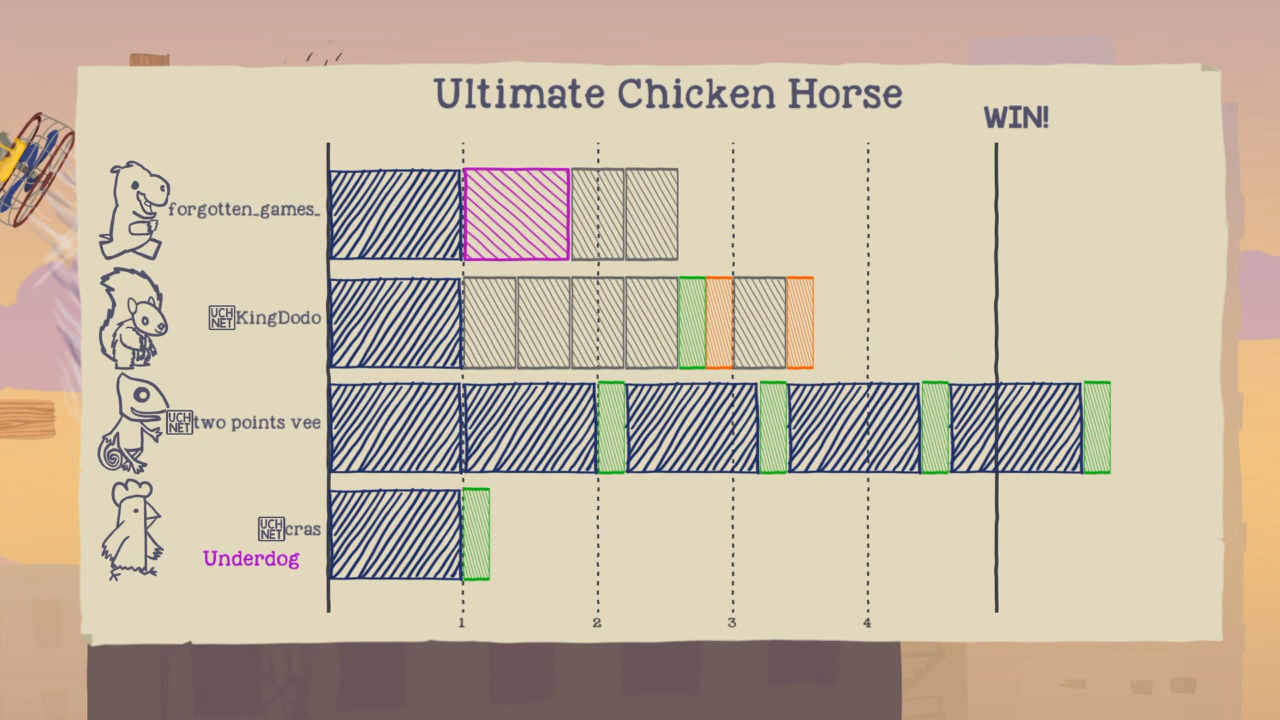 Ultimate Chicken Horse
WIN!
forgotten_games_
UCH NET KingDodo
UCH NET two points vee
UCH NET cras
Underdog
1 2 3 4